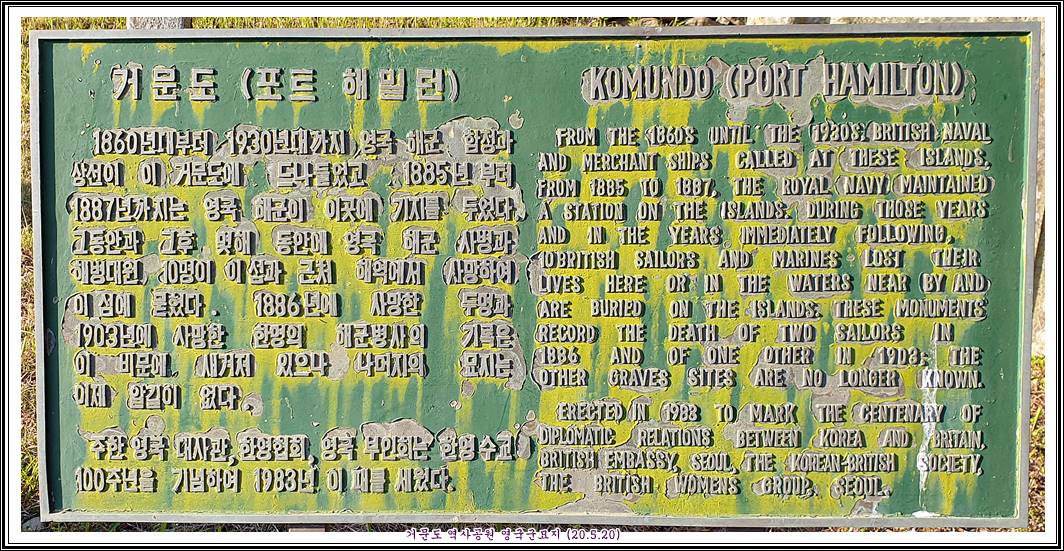 거문도 (포트 해밀턴)
1860년대부터 1930년대까지 영국 해군 함정과
상선이 이 거문도에 드나들었고 1885년 부터
1887년까지는 영국 해군이 이곳에 기지를 두었다.
그동안과 그후 몇해 동안에 영국 해군 사병과
해병대원 10명이 이 섬과 근처 해역에서 사망하여
이 섬에 묻혔다. 1886년에 사망한 두명과
1903년에 사망한 한명의 해군병사의 기록은
이 비문에 새겨져 있으나 나머지의 묘지는
이제 알길이 없다.
주한 영국 대사관, 한영협회, 영국 부인회는 한영 수교
100주년을 기념하여 1983년 이 패를 세웠다.
KOMUNDO (PORT HAMILTON)
FROM THE 1860S UNTIL THE 1930S; BRITISH NAVAL
AND MERCHANT SHIPS CALLED AT THESE ISLANDS.
FROM 1885 TO 1887, THE ROYAL NAVY MAINTAINED
A STATION ON THE ISLANDS. DURING THOSE YEARS
AND IN THE YEARS IMMEDIATELY FOLLOWING,
10 BRITISH SAILORS AND MARINES LOST THEIR
LIVES HERE OR IN THE WATERS NEAR (BY AND)
ARE BURIED ON THE ISLANDS. THESE MONUMENTS
RECORD THE DEATH OF TWO SAILORS IN
1886 AND OF ONE OTHER IN 1903; THE
OTHER GRAVES SITES ARE NO LONGER KNOWN.
ERECTED IN 1983 TO MARK THE CENTENARY OF
DIPLOMATIC RELATIONS BETWEEN KOREA AND BRITAIN.
BRITISH EMBASSY, SEOUL, THE KOREAN-BRITISH SOCIETY,
THE BRITISH WOMENS GROUP, SEOUL.
거문도 역사공원 영국군묘지 (20.5.20)